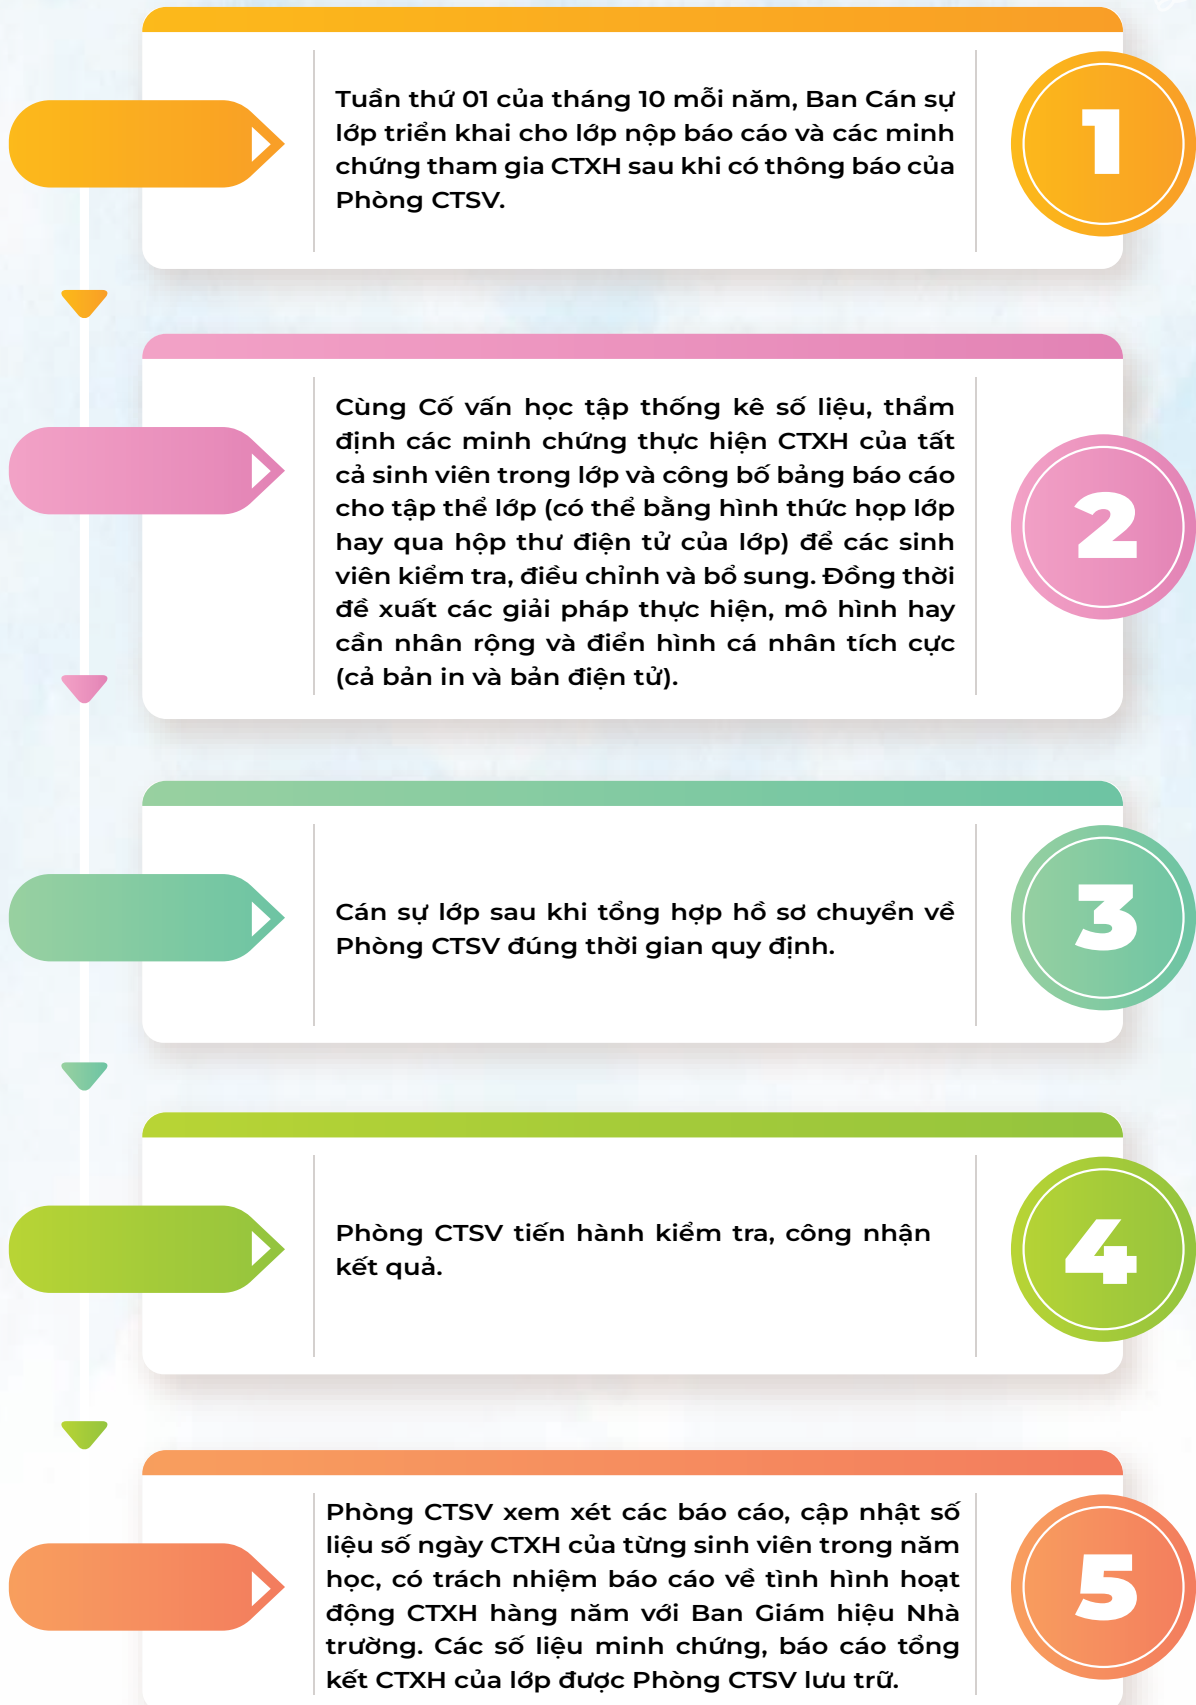 Tuần thứ 01 của tháng 10 mỗi năm, Ban Cán sự
lớp triển khai cho lớp nộp báo cáo và các minh
chứng tham gia CTXH sau khi có thông báo của
Phòng CTSV.
1
Cùng Cố vấn học tập thống kê số liệu, thẩm
định các minh chứng thực hiện CTXH của tất
cả sinh viên trong lớp và công bố bảng báo cáo
cho tập thể lớp (có thể bằng hình thức họp lớp
hay qua hộp thư điện tử của lớp) để các sinh
viên kiểm tra, điều chỉnh và bổ sung. Đồng thời
đề xuất các giải pháp thực hiện, mô hình hay
cần nhân rộng và điển hình cá nhân tích cực
(cả bản in và bản điện tử).
2
Cán sự lớp sau khi tổng hợp hồ sơ chuyển về
Phòng CTSV đúng thời gian quy định.
3
Phòng CTSV tiến hành kiểm tra, công nhận
kết quả.
4
Phòng CTSV xem xét các báo cáo, cập nhật số
liệu số ngày CTXH của từng sinh viên trong năm
học, có trách nhiệm báo cáo về tình hình hoạt
động CTXH hàng năm với Ban Giám hiệu Nhà
trường. Các số liệu minh chứng, báo cáo tổng
kết CTXH của lớp được Phòng CTSV lưu trữ.
5